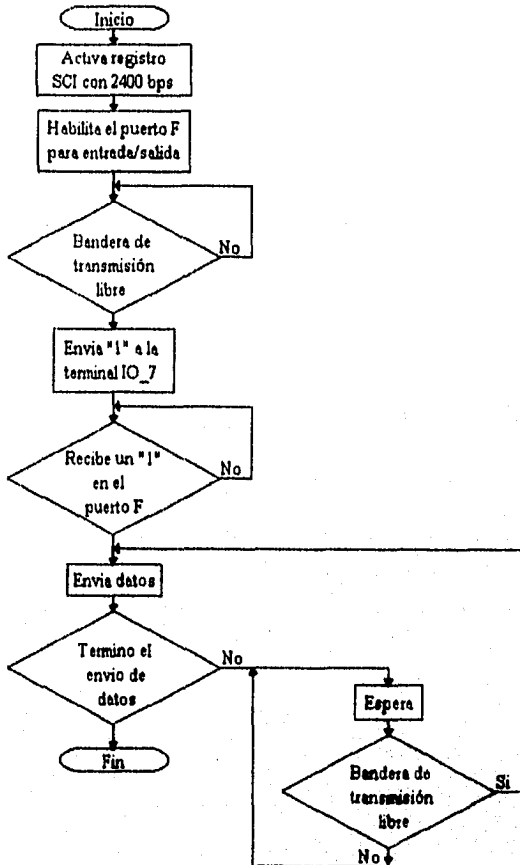 Inicio
Activa registro
SCI con 2400 bps
Habilita el puerto F
para entrada/salida
Bandera de
transmisión
libre
No
Envia "1" a la
terminal IO_7
Recibe un "1"
en el
puerto F
No
Envia datos
Termino el
envio de
datos
No
Fin
Espera
Bandera de
transmisión
libre
Si
No